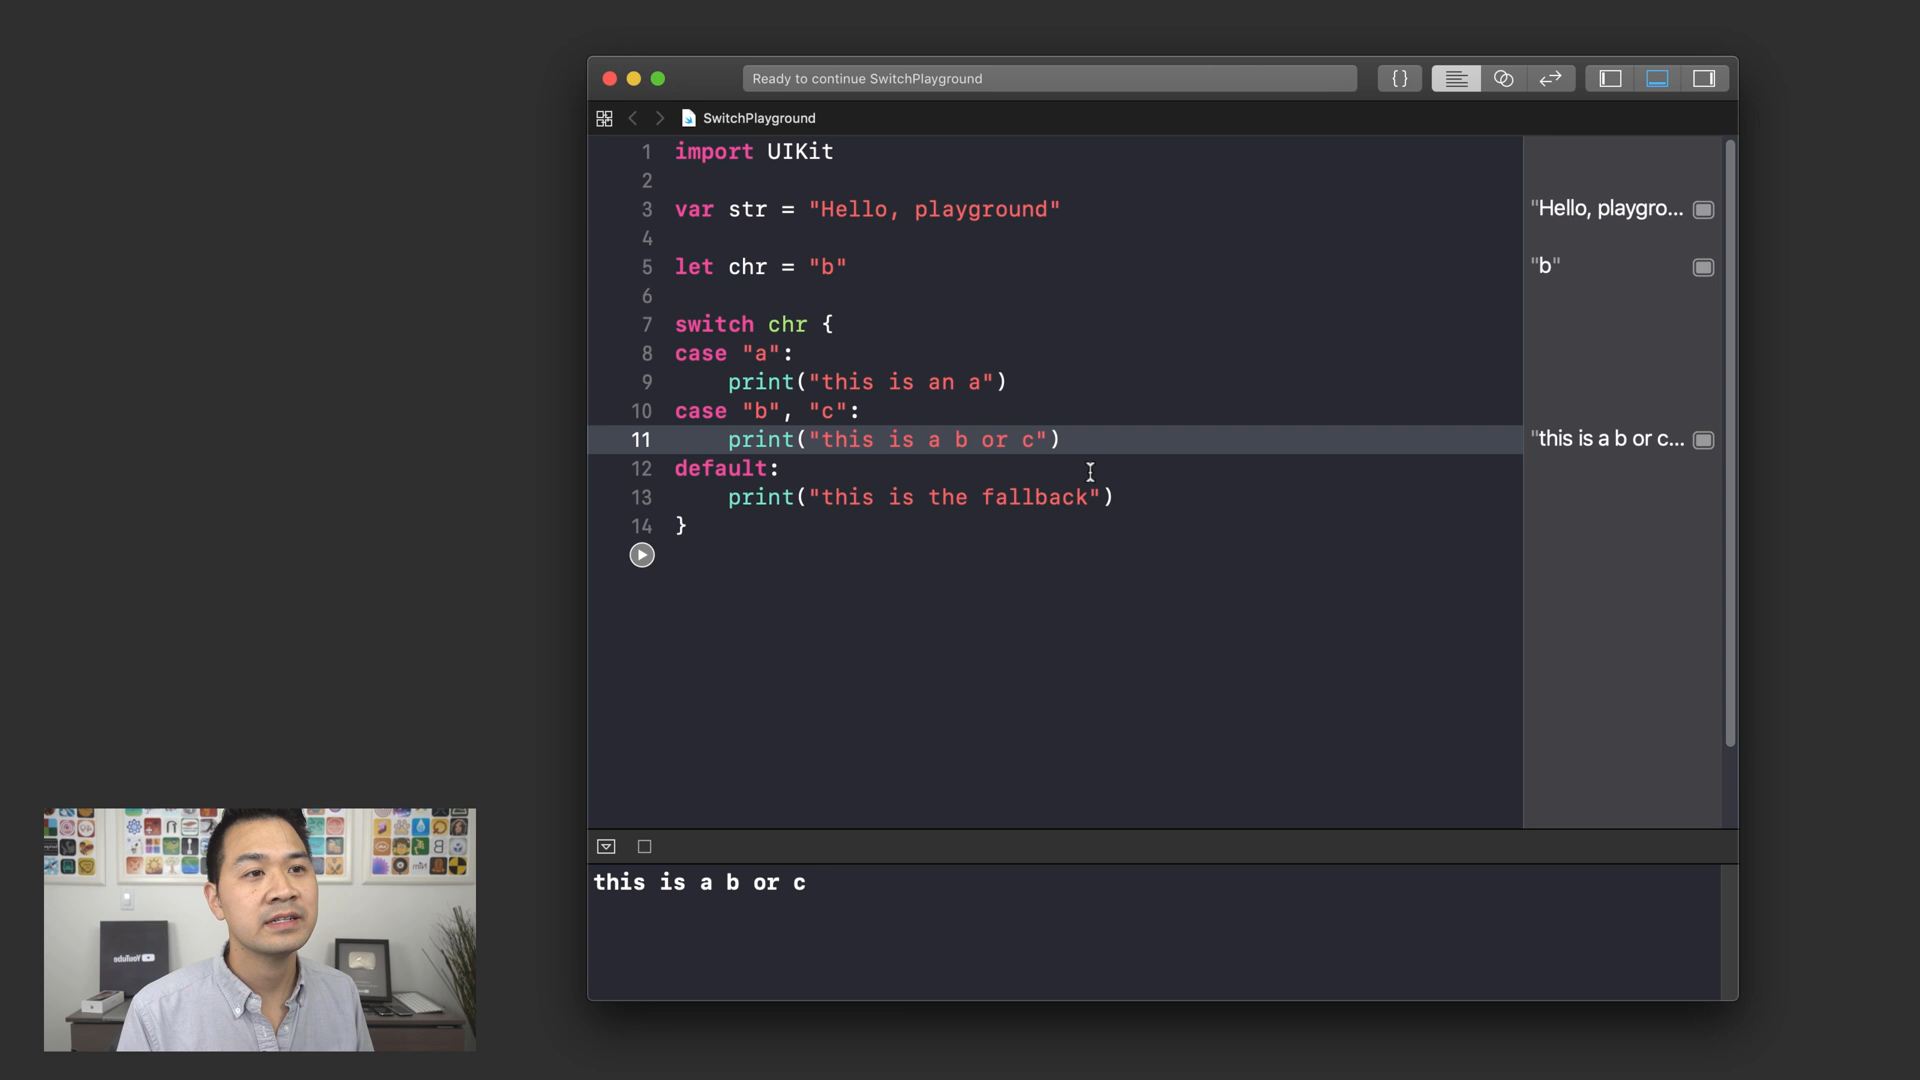 Ready to continue SwitchPlayground
{}
SwitchPlayground
1 import UIKit
2
3 var str = "Hello, playground"
"Hello, playgro...
4
5 let chr = "b"
"b"
6
7 switch chr {
8 case "a":
9 print("this is an a")
10 case "b", "c":
11 print("this is a b or c")
"this is a b or c...
12 default:
13 print("this is the fallback")
14 }
this is a b or c
YouTube